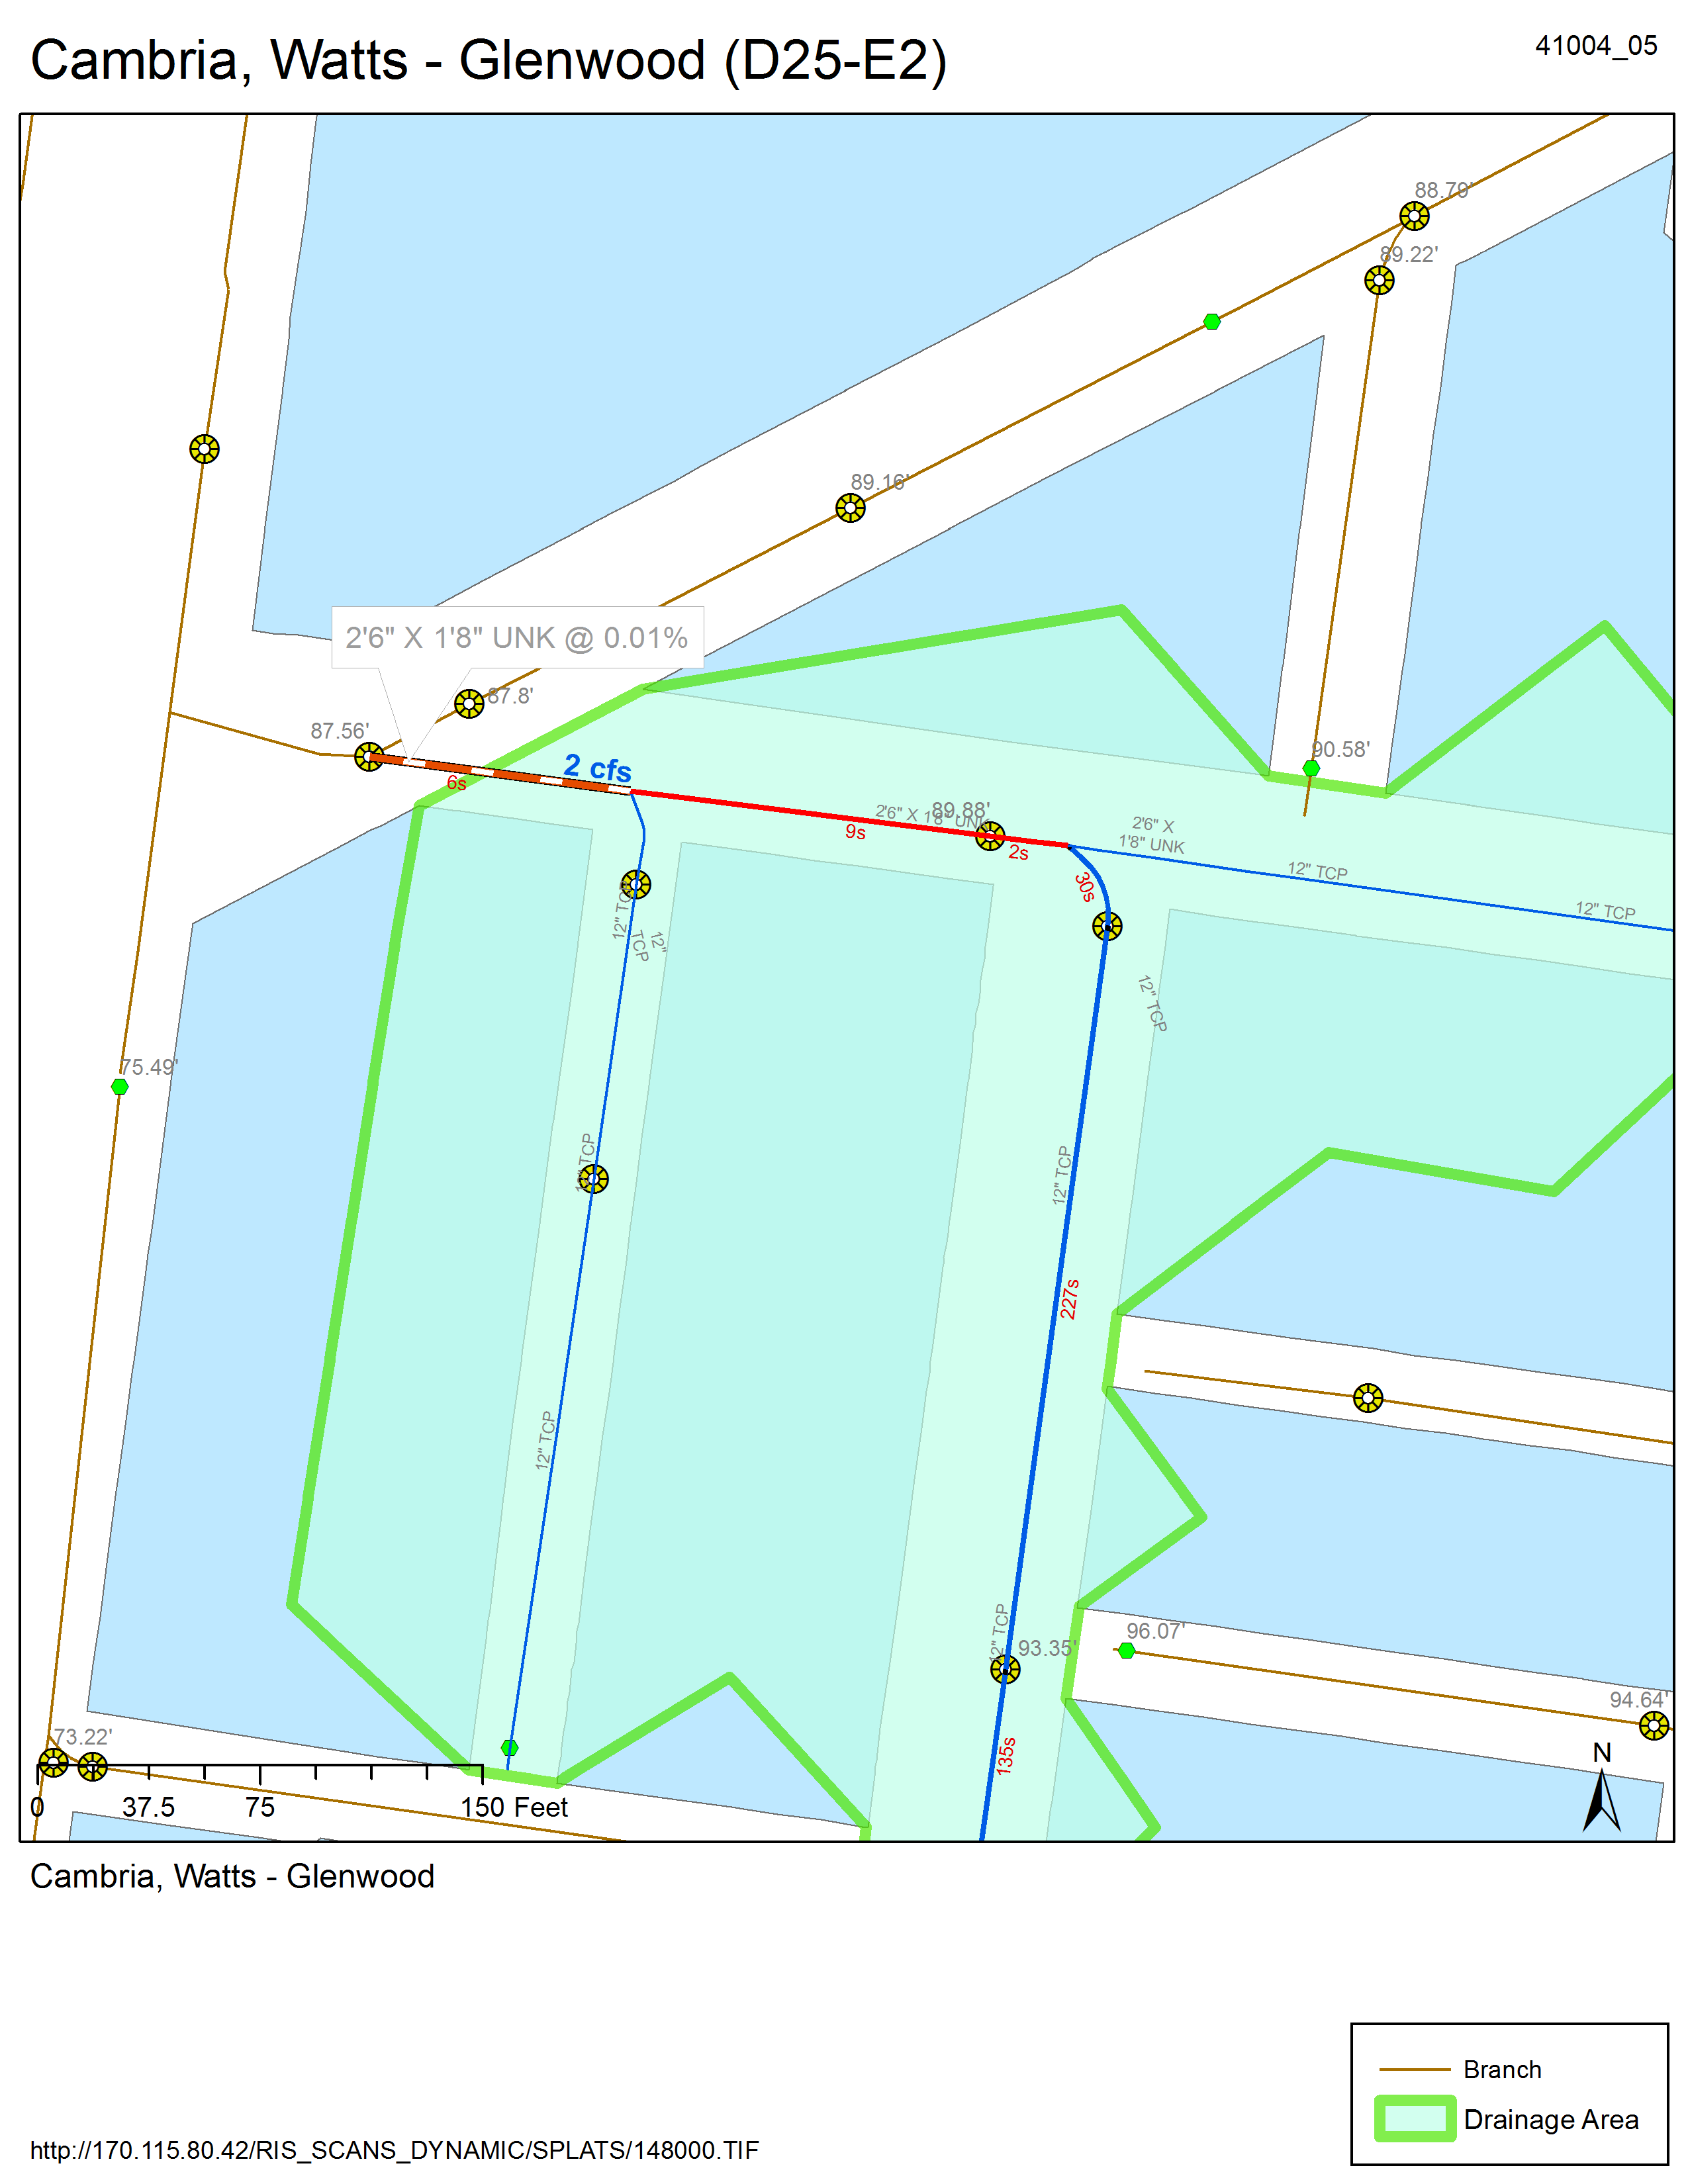 Cambria, Watts - Glenwood (D25-E2)
41004_05
88.79'
89.22'
89.16'
2'6" X 1'8" UNK @ 0.01%
87.8'
87.56'
2 cfs
6s
90.58'
89.88'
2'6" X 1'8" UNK
9s
2s
2'6" X
1'8" UNK
12" TCP
12" TCP
30s
12" TCP
12"
TCP
12" TCP
75.49'
12" TCP
12" TCP
227s
12" TCP
12" TCP
93.35'
96.07'
94.64'
73.22'
135s
N
0 37.5 75 150 Feet
Cambria, Watts - Glenwood
Branch
Drainage Area
http://170.115.80.42/RIS_SCANS_DYNAMIC/SPLATS/148000.TIF